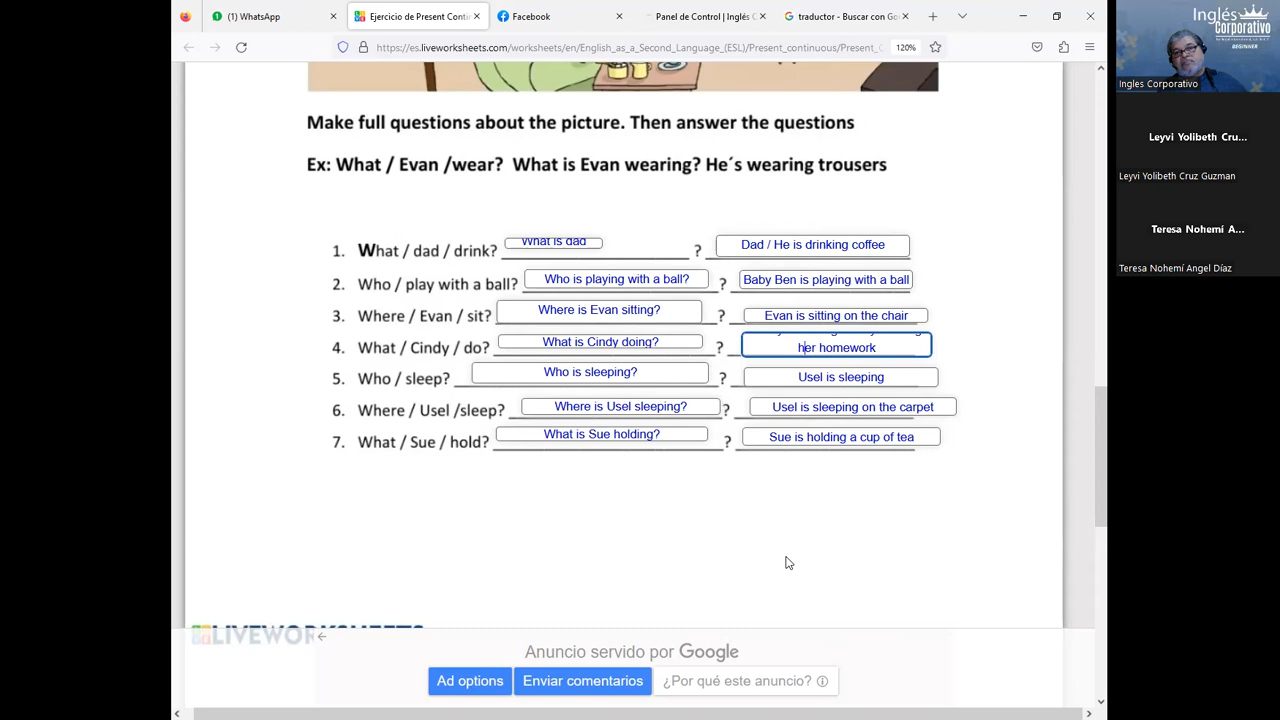 (1) WhatsApp
Ejercicio de Present Conti
Facebook
Panel de Control | Inglés C
traductor - Buscar con Go
https://es.liveworksheets.com/worksheets/en/English_as_a_Second_Language_(ESL)/Present_continuous/Present_C
120%
Make full questions about the picture. Then answer the questions
Ex: What / Evan /wear? What is Evan wearing? He´s wearing trousers
1. What / dad / drink? What is dad ? Dad / He is drinking coffee
2. Who / play with a ball? Who is playing with a ball? ? Baby Ben is playing with a ball
3. Where / Evan / sit? Where is Evan sitting? ? Evan is sitting on the chair
4. What / Cindy / do? What is Cindy doing? ? her homework
5. Who / sleep? Who is sleeping? ? Usel is sleeping
6. Where / Usel /sleep? Where is Usel sleeping? ? Usel is sleeping on the carpet
7. What / Sue / hold? What is Sue holding? ? Sue is holding a cup of tea
LIVEWORKSHEETS
Anuncio servido por Google
Ad options
Enviar comentarios
¿Por qué este anuncio?
Inglés
Corporativo
BEGINNER
Ingles Corporativo
Leyvi Yolibeth Cru...
Leyvi Yolibeth Cruz Guzman
Teresa Nohemí A...
Teresa Nohemí Angel Díaz